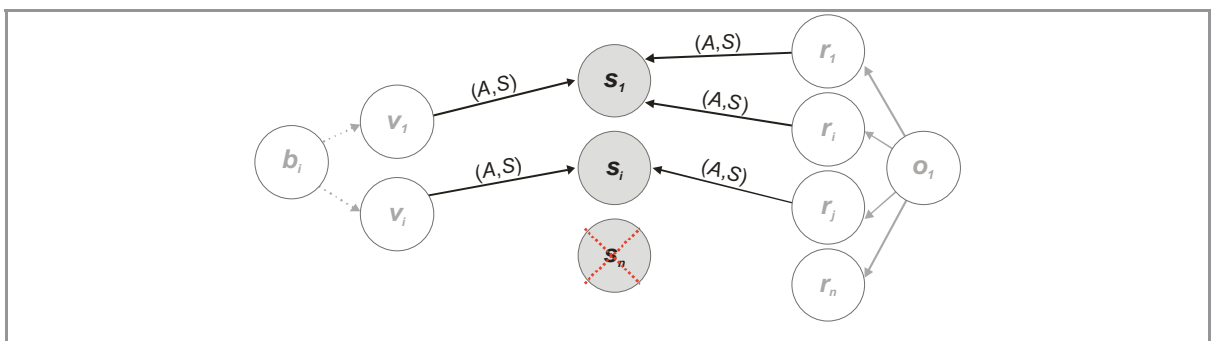 r₁
(A,S)
s₁
(A,S)
v₁
(A,S)
rᵢ
bᵢ
sᵢ
o₁
(A,S)
(A,S)
vᵢ
rⱼ
sₙ
rₙ